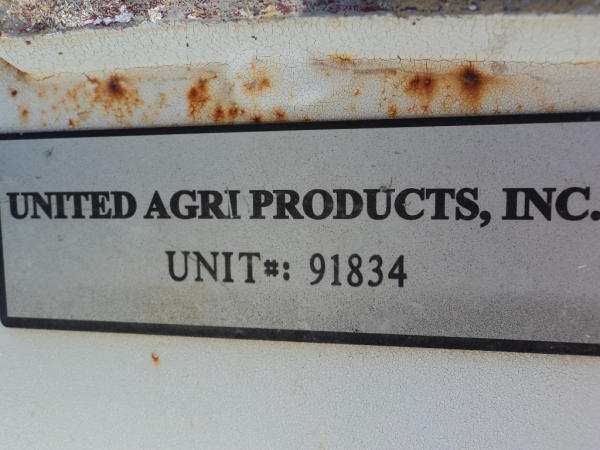 UNITED AGRI PRODUCTS, INC.
UNIT#: 91834